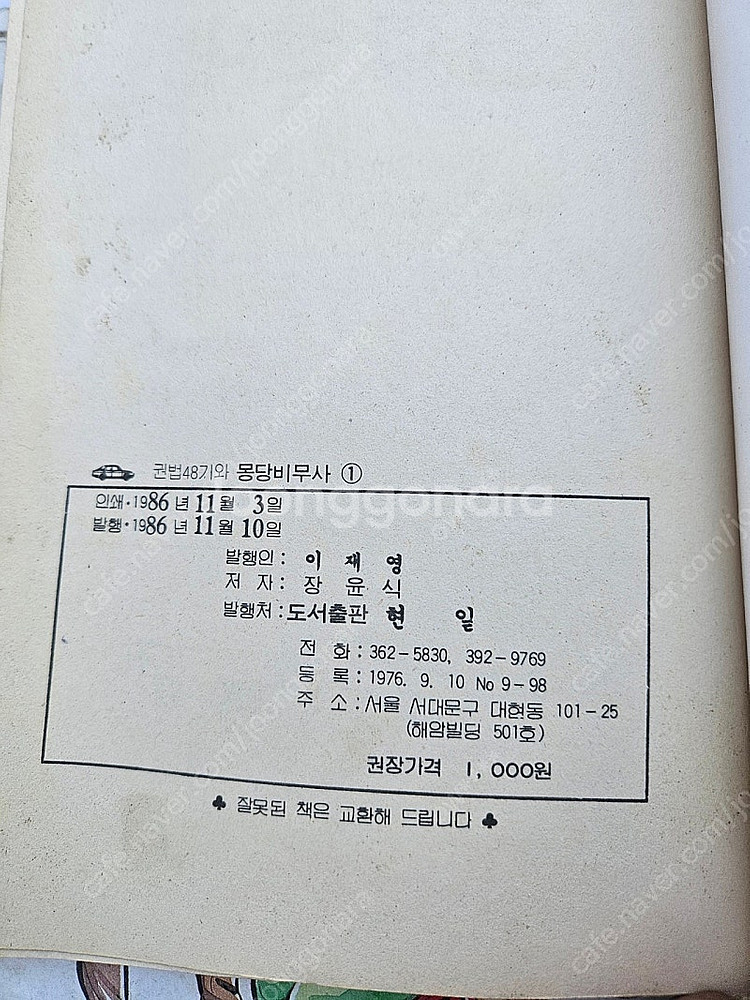 권법48기와 몽당비무사 ①
인쇄·1986년 11월 3일
발행·1986년 11월 10일
발행인 : 이 재 영
저 자 : 장 윤 식
발행처 : 도서출판 현 일
전 화 : 362-5830, 392-9769
등 록 : 1976. 9. 10 No 9-98
주 소 : 서울 서대문구 대현동 101-25
(해암빌딩 501호)
권장가격 1,000원
♣ 잘못된 책은 교환해 드립니다 ♣
joonggonara
cafe.naver.com/joonggonara